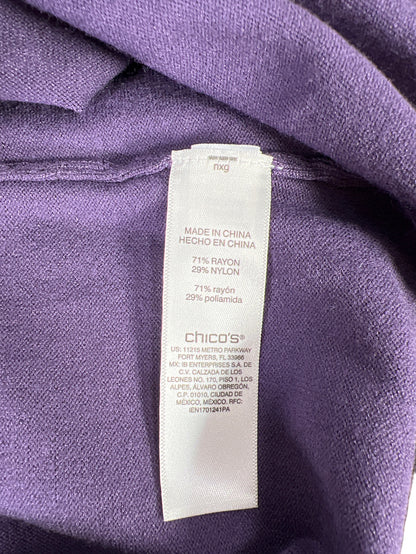 nxg
MADE IN CHINA
HECHO EN CHINA
71% RAYON
29% NYLON
71% rayón
29% poliamida
chico's®
US: 11215 METRO PARKWAY
FORT MYERS, FL 33966
MX: IB ENTERPRISES S.A. DE
C.V. CALZADA DE LOS
LEONES NO. 170, PISO 1, LOS
ALPES, ÁLVARO OBREGÓN,
C.P. 01010, CIUDAD DE
MÉXICO, MÉXICO. RFC:
IEN1701241PA